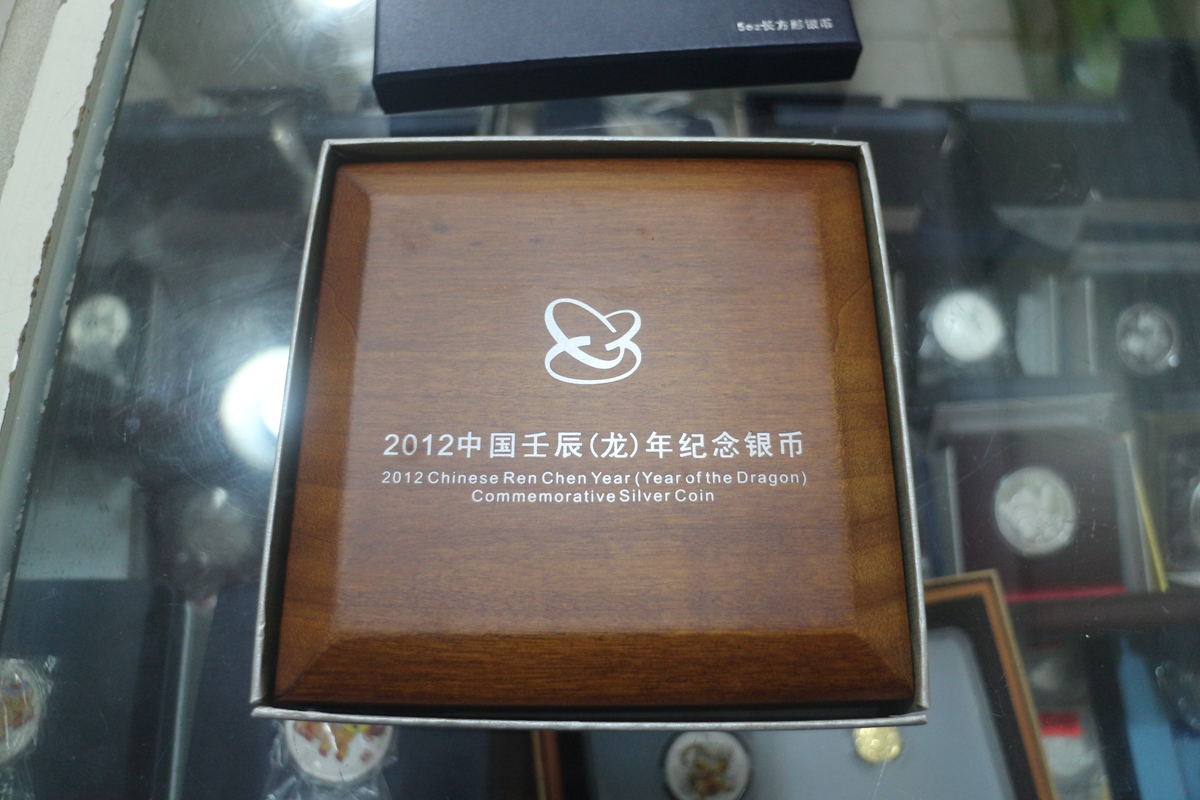 5oz长方形银币
2012中国壬辰(龙)年纪念银币
2012 Chinese Ren Chen Year (Year of the Dragon)
Commemorative Silver Coin